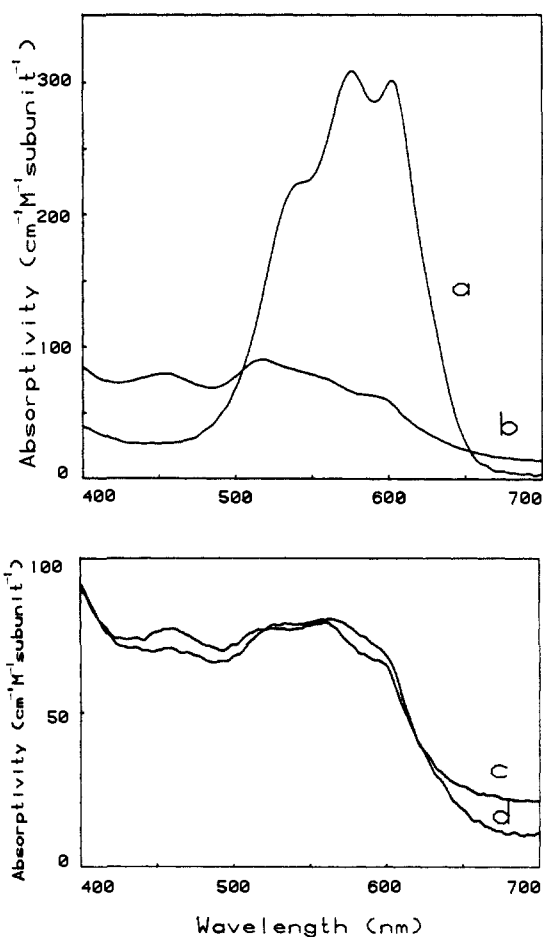 Absorptivity (cm⁻¹M⁻¹subunit⁻¹)
300
200
100
0
a
b
400 500 600 700
Absorptivity (cm⁻¹M⁻¹subunit⁻¹)
100
50
0
c
d
400 500 600 700
Wavelength (nm)